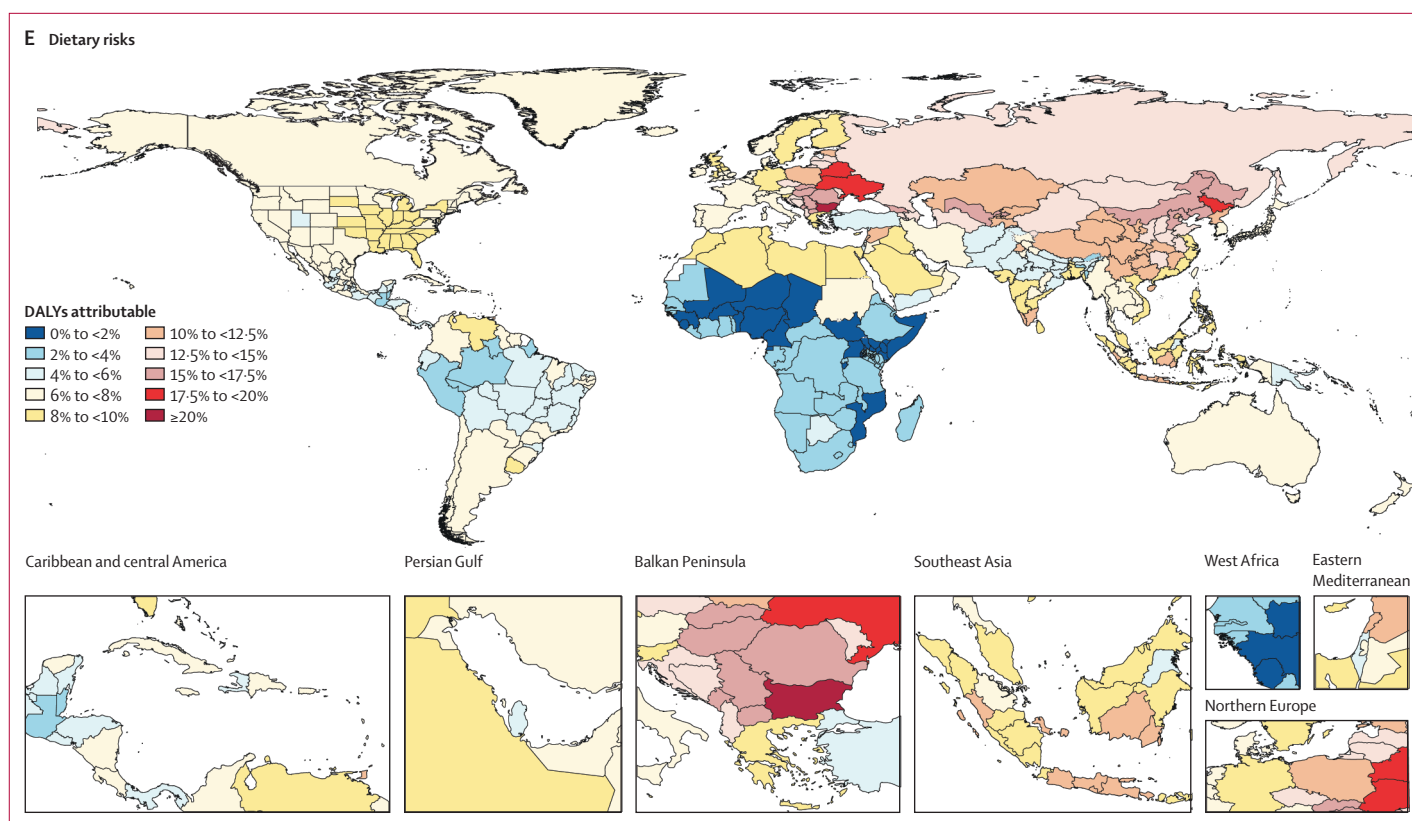 E Dietary risks
DALYs attributable
0% to <2%
2% to <4%
4% to <6%
6% to <8%
8% to <10%
10% to <12·5%
12·5% to <15%
15% to <17·5%
17·5% to <20%
≥20%
Caribbean and central America
Persian Gulf
Balkan Peninsula
Southeast Asia
West Africa
Eastern
Mediterranean
Northern Europe